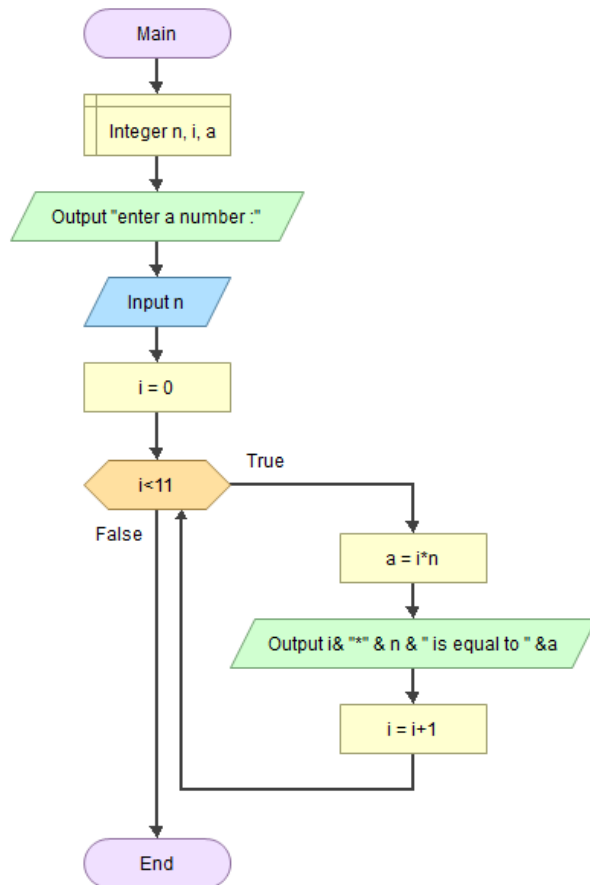 Main
Integer n, i, a
Output "enter a number :"
Input n
i = 0
i<11
True
False
a = i*n
Output i& "*" & n & " is equal to " &a
i = i+1
End